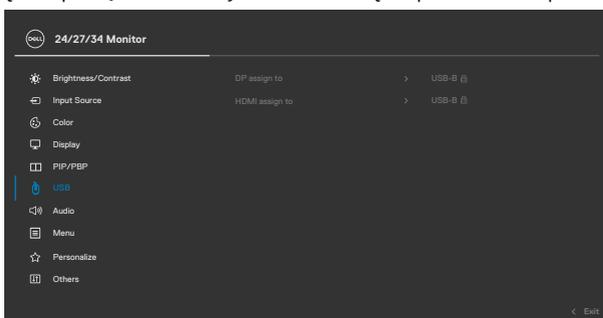 DELL 24/27/34 Monitor
Brightness/Contrast DP assign to > USB-B
Input Source HDMI assign to > USB-B
Color
Display
PIP/PBP
USB
Audio
Menu
Personalize
Others
< Exit